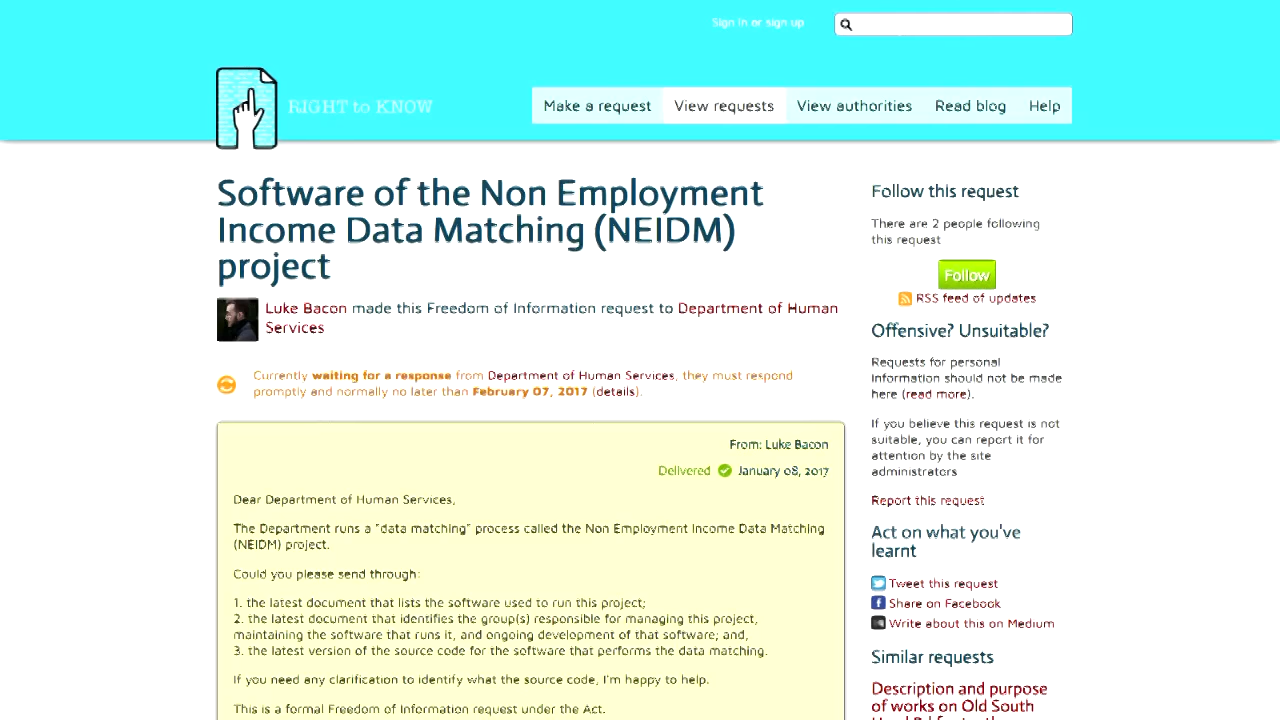 Sign in or sign up
RIGHT to KNOW
Make a request View requests View authorities Read blog Help
Software of the Non Employment
Income Data Matching (NEIDM)
project
Luke Bacon made this Freedom of Information request to Department of Human
Services
Currently waiting for a response from Department of Human Services, they must respond
promptly and normally no later than February 07, 2017 (details).
From: Luke Bacon
Delivered January 08, 2017
Dear Department of Human Services,
The Department runs a "data matching" process called the Non Employment Income Data Matching
(NEIDM) project.
Could you please send through:
1. the latest document that lists the software used to run this project;
2. the latest document that identifies the group(s) responsible for managing this project,
maintaining the software that runs it, and ongoing development of that software; and,
3. the latest version of the source code for the software that performs the data matching.
If you need any clarification to identify what the source code, I'm happy to help.
This is a formal Freedom of Information request under the Act.
Follow this request
There are 2 people following
this request
Follow
RSS feed of updates
Offensive? Unsuitable?
Requests for personal
information should not be made
here (read more).
If you believe this request is not
suitable, you can report it for
attention by the site
administrators
Report this request
Act on what you've
learnt
Tweet this request
Share on Facebook
Write about this on Medium
Similar requests
Description and purpose
of works on Old South